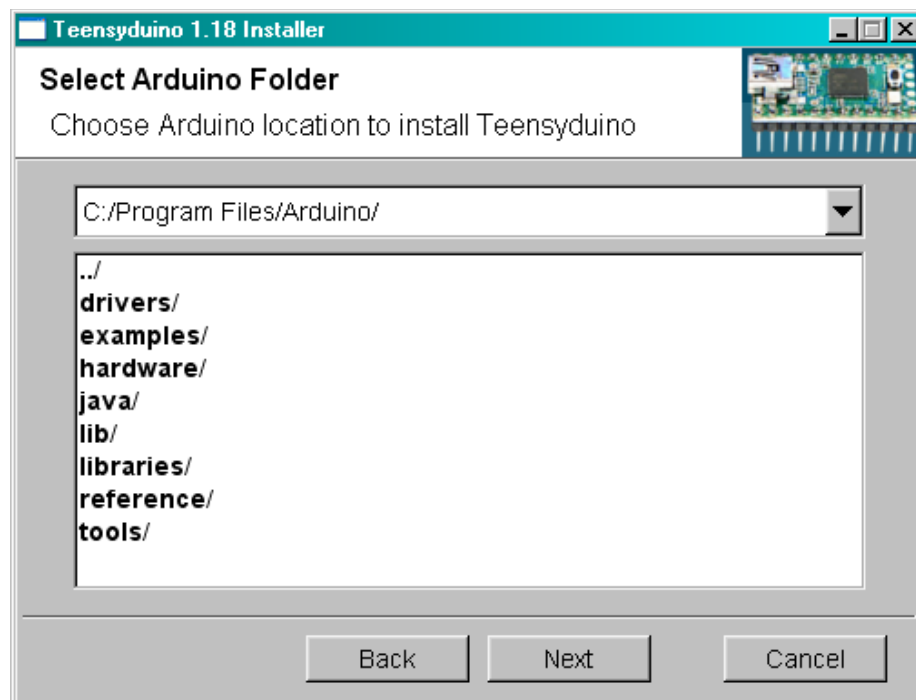 Teensyduino 1.18 Installer
Select Arduino Folder
Choose Arduino location to install Teensyduino
C:/Program Files/Arduino/
../
drivers/
examples/
hardware/
java/
lib/
libraries/
reference/
tools/
Back Next Cancel